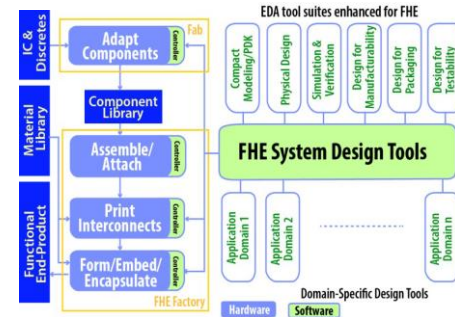 EDA tool suites enhanced for FHE
IC &
Discretes
Fab
Adapt
Components
Controller
Compact
Modeling/PDK
Physical Design
Simulation &
Verification
Design for
Manufacturability
Design for
Packaging
Design for
Testability
Material
Library
Component
Library
FHE System Design Tools
Assemble/
Attach
Controller
Functional
End-Product
Print
Interconnects
Controller
Form/Embed/
Encapsulate
Controller
FHE Factory
Application
Domain 1
Application
Domain 2
Application
Domain n
Domain-Specific Design Tools
Hardware
Software